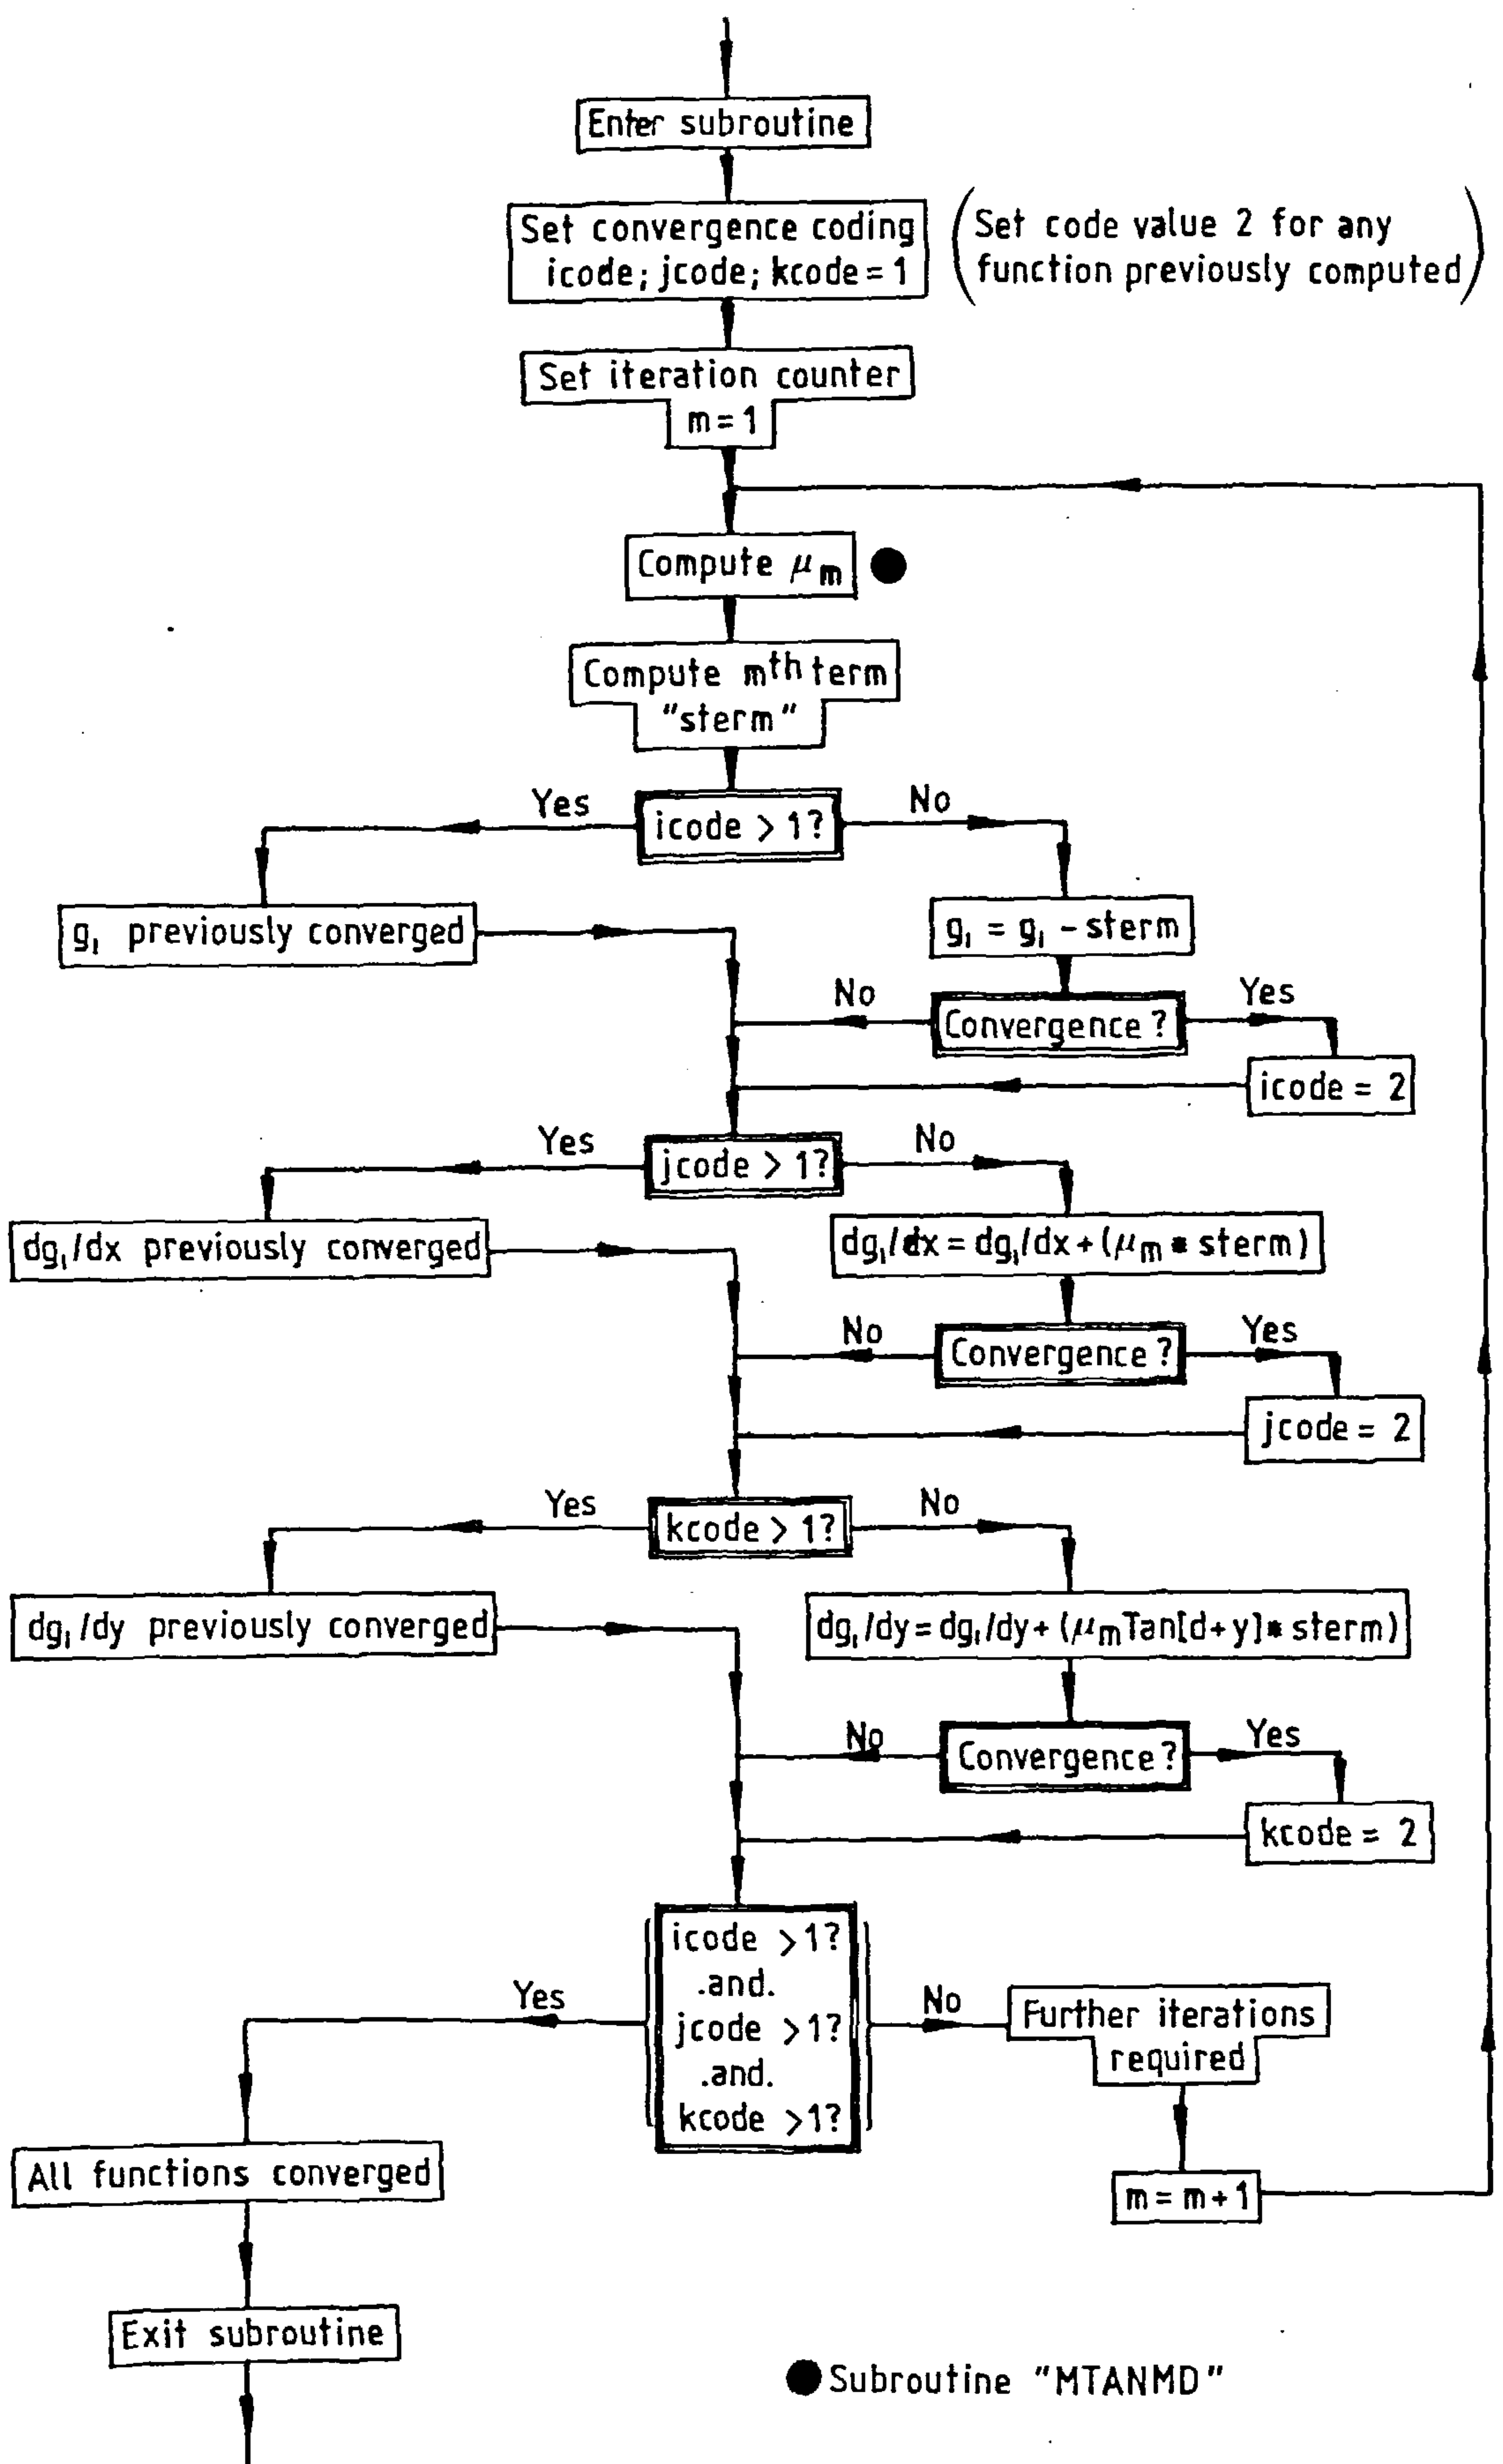 Enter subroutine
Set convergence coding
icode; jcode; kcode = 1
(Set code value 2 for any
function previously computed)
Set iteration counter
m = 1
Compute μm
Compute mth term
"sterm"
Yes
icode > 1?
No
g₁ previously converged
g₁ = g₁ - sterm
No
Convergence ?
Yes
icode = 2
Yes
jcode > 1?
No
dg₁/dx previously converged
dg₁/dx = dg₁/dx + (μm * sterm)
No
Convergence ?
Yes
jcode = 2
Yes
kcode > 1?
No
dg₁/dy previously converged
dg₁/dy = dg₁/dy + (μmTan[d+y] * sterm)
No
Convergence ?
Yes
kcode = 2
icode >1?
.and.
Yes
jcode >1?
No
Further iterations
required
.and.
kcode >1?
All functions converged
m = m + 1
Exit subroutine
Subroutine "MTANMD"